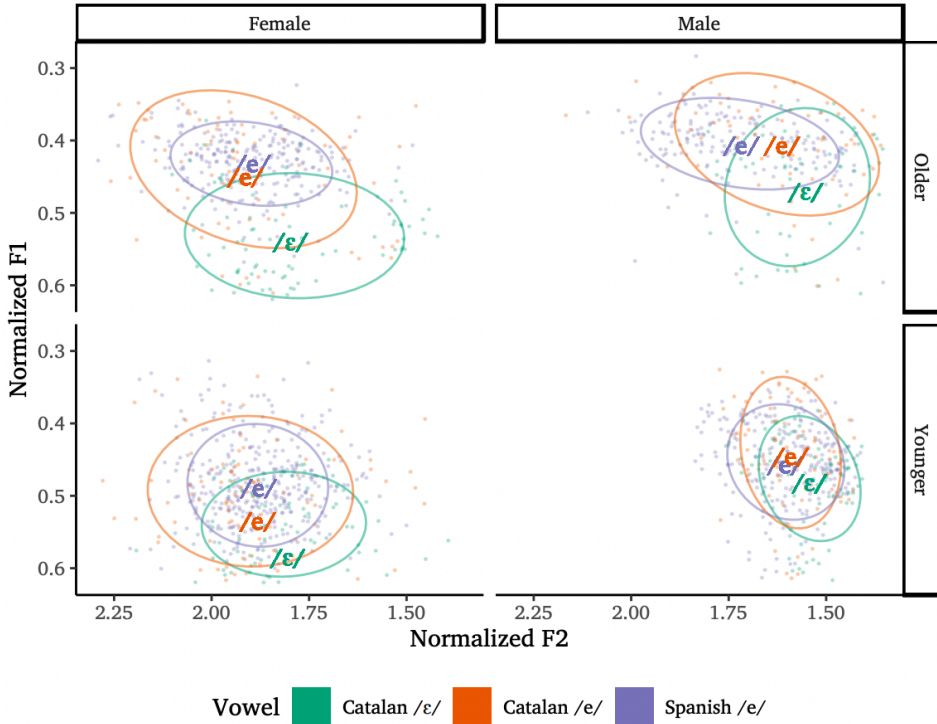 Female Male
0.3
0.4
0.5
0.6
/e/
/e/
/ɛ/
/e/ /e/
/ɛ/
Older
Normalized F1
0.3
0.4
0.5
0.6
/e/
/e/
/ɛ/
/e/
/e/
/ɛ/
Younger
2.25 2.00 1.75 1.50 2.25 2.00 1.75 1.50
Normalized F2
Vowel Catalan /ɛ/ Catalan /e/ Spanish /e/